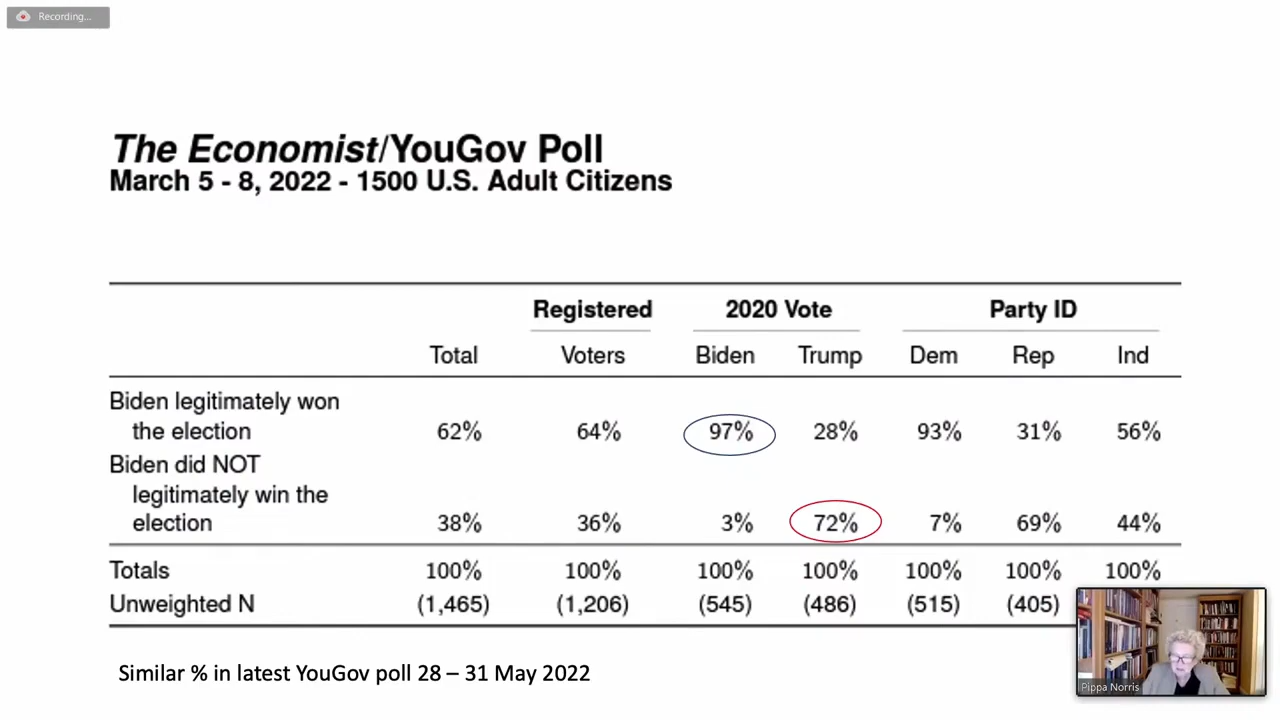 Recording...
The Economist/YouGov Poll
March 5 - 8, 2022 - 1500 U.S. Adult Citizens
Registered 2020 Vote Party ID
Total Voters Biden Trump Dem Rep Ind
Biden legitimately won
the election 62% 64% 97% 28% 93% 31% 56%
Biden did NOT
legitimately win the
election 38% 36% 3% 72% 7% 69% 44%
Totals 100% 100% 100% 100% 100% 100% 100%
Unweighted N (1,465) (1,206) (545) (486) (515) (405)
Similar % in latest YouGov poll 28 – 31 May 2022
Pippa Norris